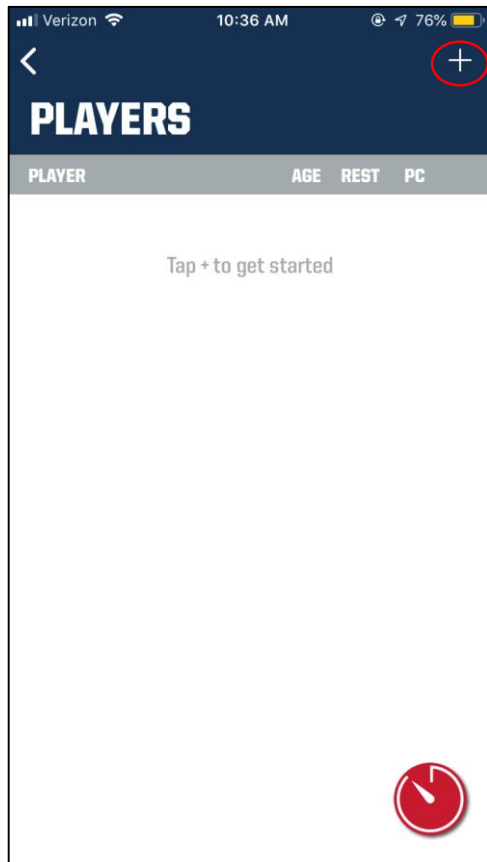 Verizon 10:36 AM 76%
PLAYERS
PLAYER AGE REST PC
Tap + to get started